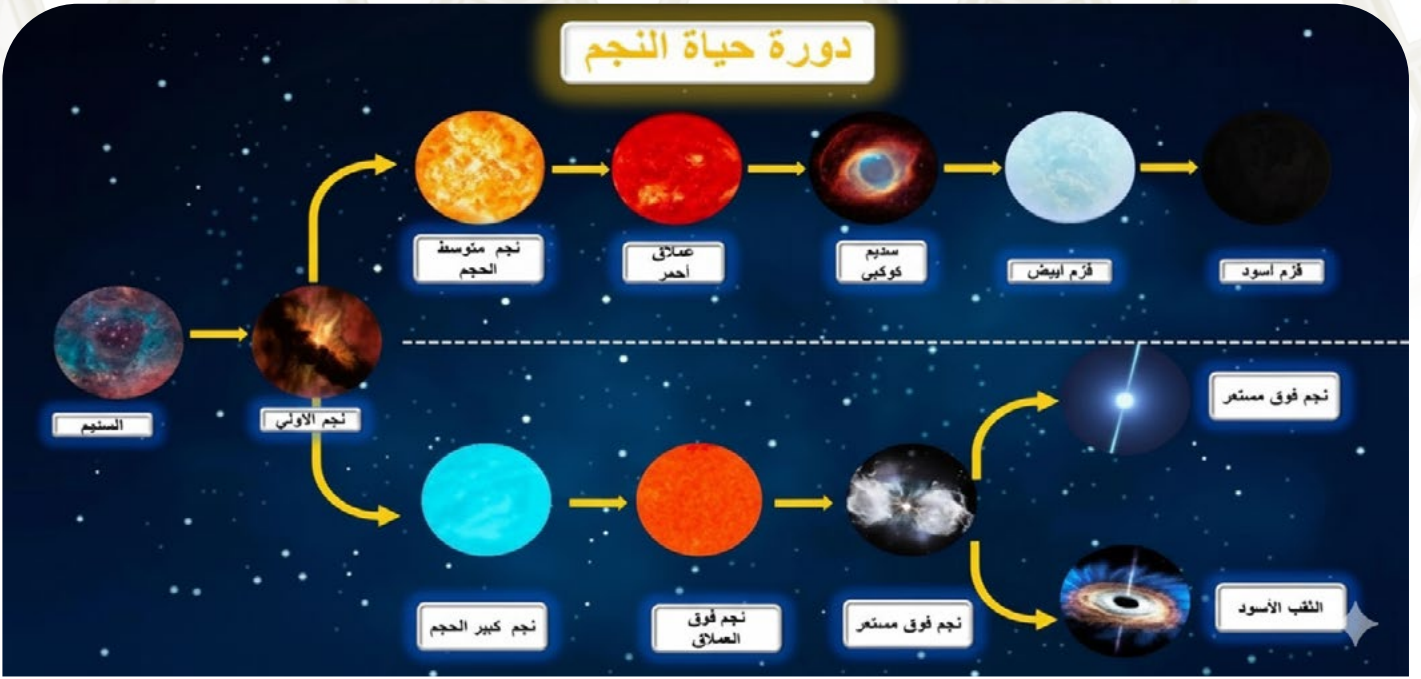 دورة حياة النجم
نجم متوسط
الحجم
عملاق
أحمر
سديم
كوكبي
قزم أبيض
قزم أسود
السديم
نجم الاولي
نجم فوق مستعر
نجم كبير الحجم
نجم فوق
العملاق
نجم فوق مستعر
الثقب الأسود